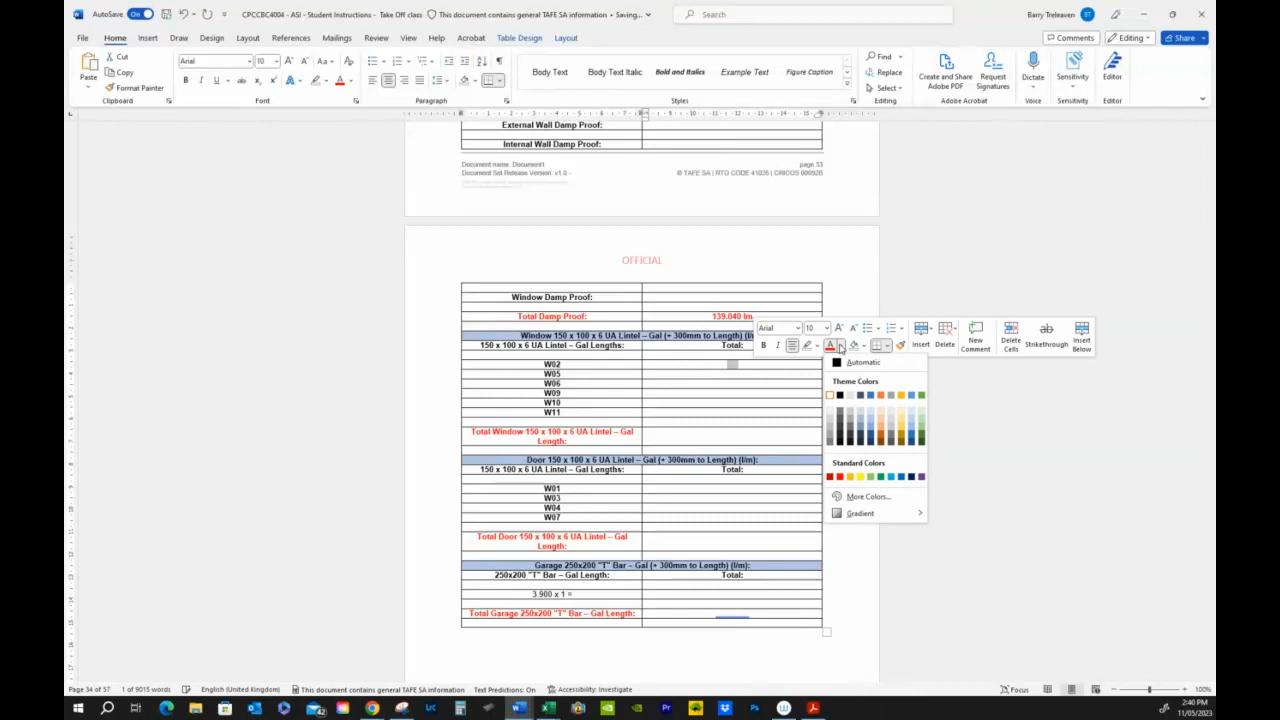 AutoSave On CPCCBC4004 - ASI - Student Instructions - Take Off class This document contains general TAFE SA information • Saving... Search Barry Treleaven BT
File Home Insert Draw Design Layout References Mailings Review View Help Acrobat Table Design Layout Comments Editing Share
Paste Cut Copy Format Painter Clipboard
Arial 10 Font
Paragraph
Body Text Body Text Italic Bold and Italics Example Text Figure Caption Styles
Find Replace Select Editing
Create and Share Adobe PDF Request Signatures Adobe Acrobat
Dictate Voice
Sensitivity Sensitivity
Editor Editor
External Wall Damp Proof:
Internal Wall Damp Proof:
Document name: Document1 page 33
Document Set Release Version: v1.0 - © TAFE SA | RTO CODE 41026 | CRICOS 00092B
OFFICIAL
Window Damp Proof:
Total Damp Proof: 139.040 lm
Window 150 x 100 x 6 UA Lintel – Gal (+ 300mm to Length) (l/
150 x 100 x 6 UA Lintel – Gal Lengths: Total:
W02
W05
W06
W09
W10
W11
Total Window 150 x 100 x 6 UA Lintel – Gal
Length:
Door 150 x 100 x 6 UA Lintel – Gal (+ 300mm to Length) (l/m):
150 x 100 x 6 UA Lintel – Gal Lengths: Total:
W01
W03
W04
W07
Total Door 150 x 100 x 6 UA Lintel – Gal
Length:
Garage 250x200 "T" Bar – Gal (+ 300mm to Length) (l/m):
250x200 "T" Bar – Gal Length: Total:
3.900 x 1 =
Total Garage 250x200 "T" Bar – Gal Length:
Arial 10
Insert Delete New Comment Delete Cells Strikethrough Insert Below
Automatic
Theme Colors
Standard Colors
More Colors...
Gradient
Page 34 of 57 1 of 9015 words English (United Kingdom) This document contains general TAFE SA information Text Predictions: On Accessibility: Investigate Focus 100%
2:40 PM
11/05/2023